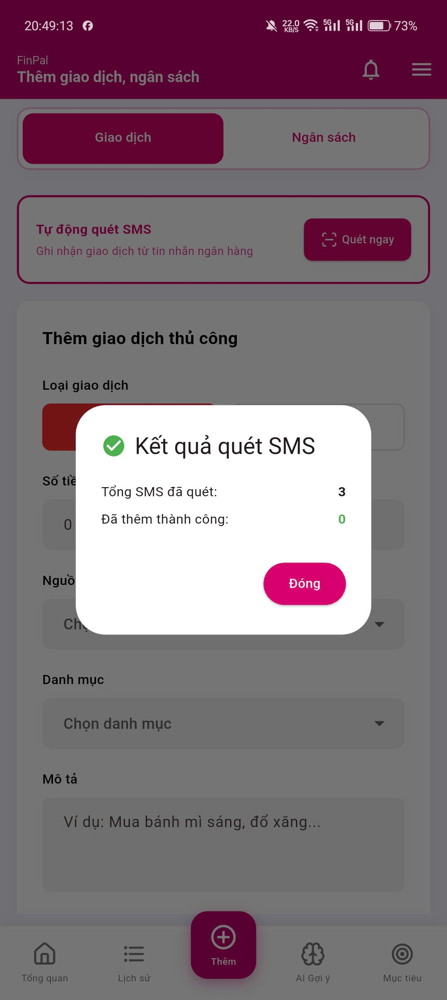 20:49:13
22.0 KB/S
5G
5G
73%
FinPal
Thêm giao dịch, ngân sách
Giao dịch
Ngân sách
Tự động quét SMS
Ghi nhận giao dịch từ tin nhắn ngân hàng
Quét ngay
Thêm giao dịch thủ công
Loại giao dịch
Kết quả quét SMS
Tổng SMS đã quét: 3
Đã thêm thành công: 0
Đóng
Số
0
Danh mục
Chọn danh mục
Mô tả
Ví dụ: Mua bánh mì sáng, đổ xăng...
Tổng quan
Lịch sử
Thêm
AI Gợi ý
Mục tiêu